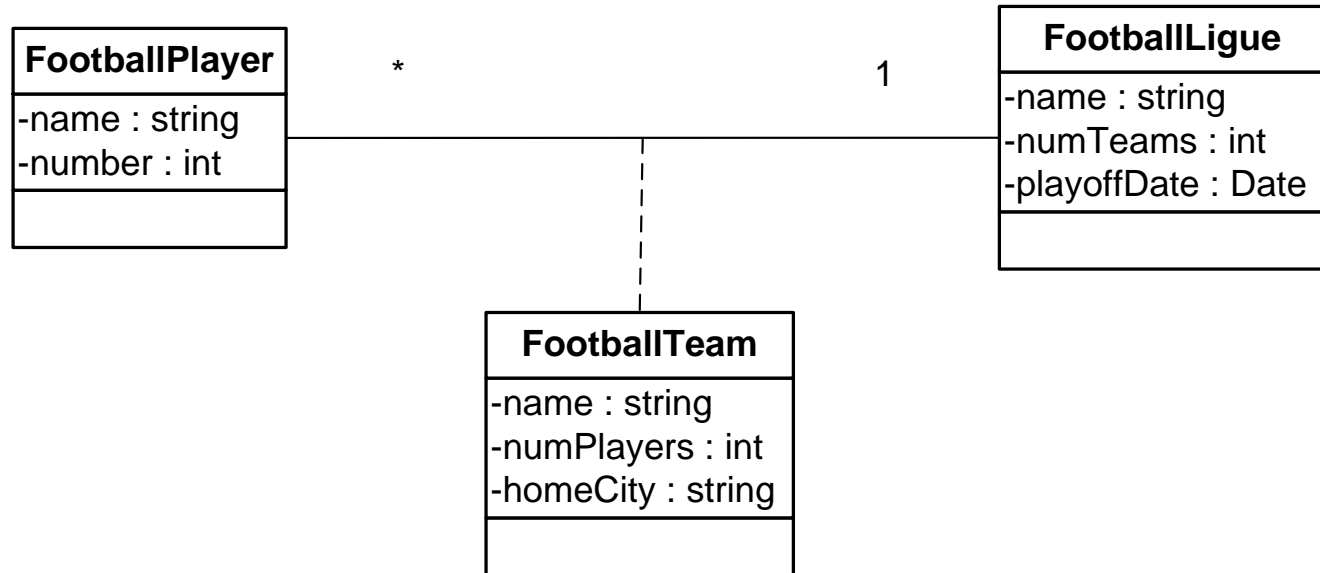 FootballPlayer
-name : string
-number : int
*
1
FootballLigue
-name : string
-numTeams : int
-playoffDate : Date
FootballTeam
-name : string
-numPlayers : int
-homeCity : string